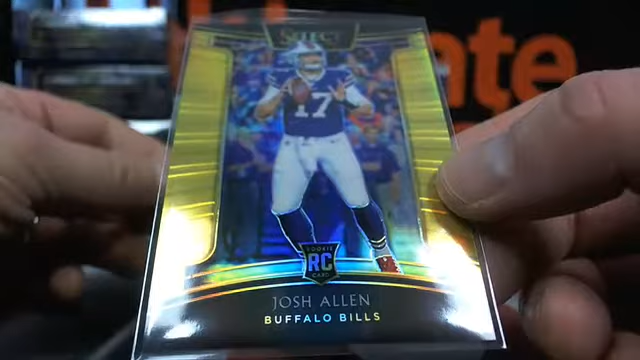 SELECT
17
ROOKIE
RC
CARD
JOSH ALLEN
BUFFALO BILLS
ate